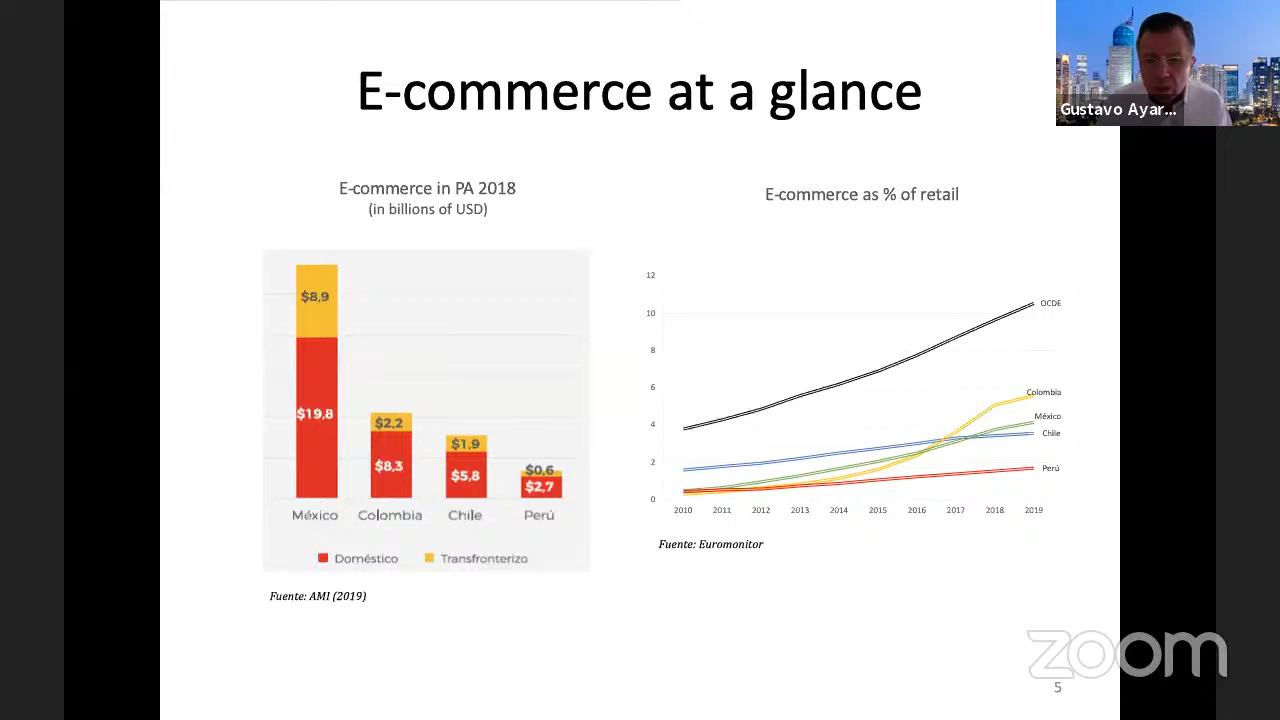 E-commerce at a glance
Gustavo Ayar...
E-commerce in PA 2018
(in billions of USD)
$8,9
$19,8
$2,2
$8,3
$1,9
$5,8
$0,6
$2,7
México Colombia Chile Perú
Doméstico Transfronterizo
Fuente: AMI (2019)
E-commerce as % of retail
12
10
8
6
4
2
0
OCDE
Colombia
México
Chile
Perú
2010 2011 2012 2013 2014 2015 2016 2017 2018 2019
Fuente: Euromonitor
zoom
5